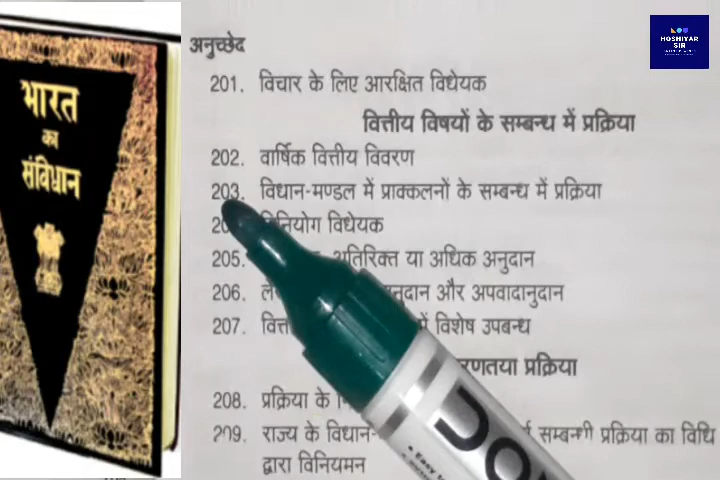 भारत
का
संविधान
HOSHIYAR
SIR
अनुच्छेद
201. विचार के लिए आरक्षित विधेयक
वित्तीय विषयों के सम्बन्ध में प्रक्रिया
202. वार्षिक वित्तीय विवरण
203. विधान-मण्डल में प्राक्कलनों के सम्बन्ध में प्रक्रिया
विधेयक
205. अतिरिक्त या अधिक अनुदान
206. और अपवादानुदान
207. में विशेष उपबन्ध
प्रक्रिया
208. प्रक्रिया के
209. राज्य के विधान- सम्बन्धी प्रक्रिया का विधि
द्वारा विनियमन